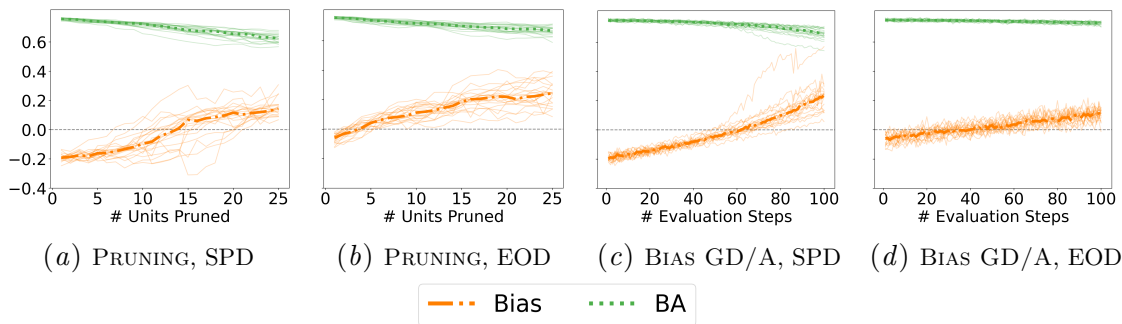 0.6
0.4
0.2
0.0
−0.2
−0.4
0 5 10 15 20 25
# Units Pruned
0 5 10 15 20 25
# Units Pruned
0 20 40 60 80 100
# Evaluation Steps
0 20 40 60 80 100
# Evaluation Steps
(a) Pruning, SPD
(b) Pruning, EOD
(c) Bias GD/A, SPD
(d) Bias GD/A, EOD
Bias BA